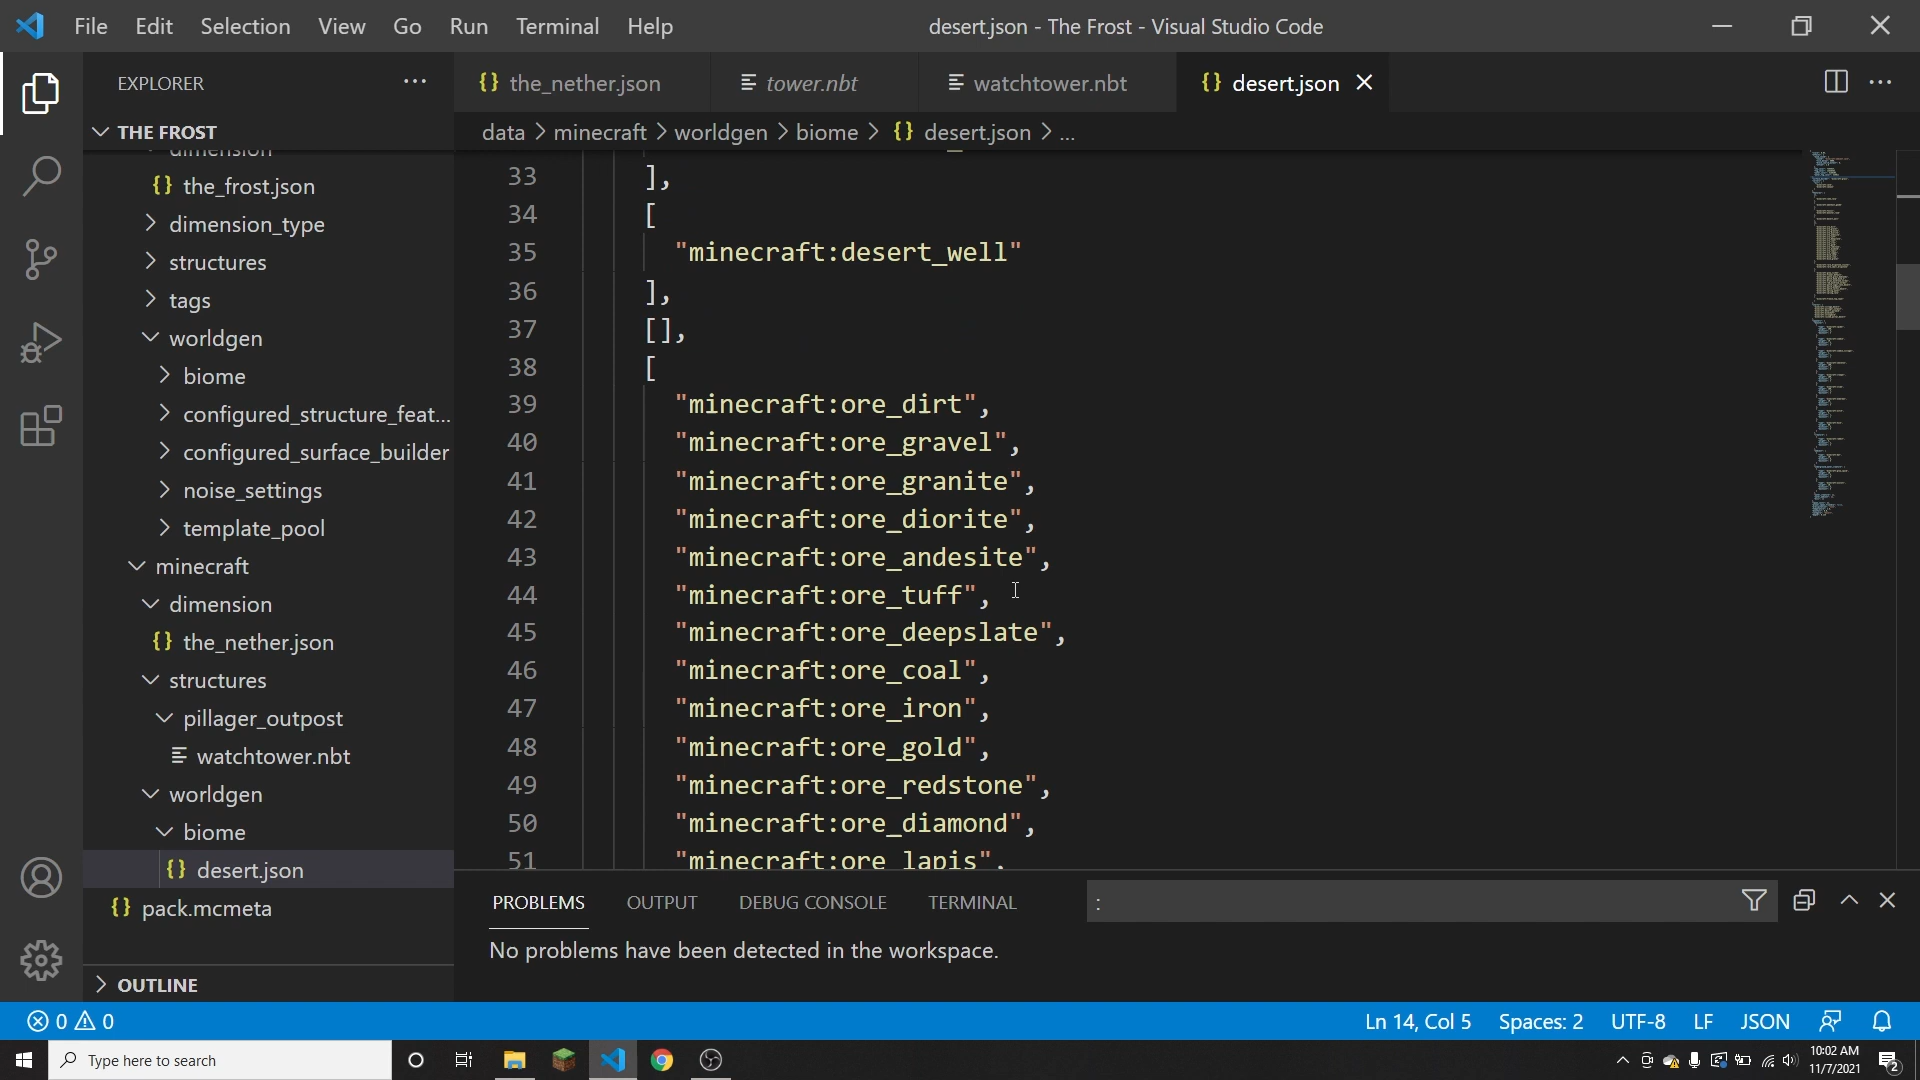 File Edit Selection View Go Run Terminal Help
desert.json - The Frost - Visual Studio Code
EXPLORER
THE FROST
dimension
the_frost.json
dimension_type
structures
tags
worldgen
biome
configured_structure_feat...
configured_surface_builder
noise_settings
template_pool
minecraft
dimension
{} the_nether.json
structures
pillager_outpost
watchtower.nbt
worldgen
biome
{} desert.json
{} pack.mcmeta
OUTLINE
{} the_nether.json tower.nbt watchtower.nbt {} desert.json
data > minecraft > worldgen > biome > {} desert.json > ...
33 ],
34 [
35 "minecraft:desert_well"
36 ],
37 [],
38 [
39 "minecraft:ore_dirt",
40 "minecraft:ore_gravel",
41 "minecraft:ore_granite",
42 "minecraft:ore_diorite",
43 "minecraft:ore_andesite",
44 "minecraft:ore_tuff",
45 "minecraft:ore_deepslate",
46 "minecraft:ore_coal",
47 "minecraft:ore_iron",
48 "minecraft:ore_gold",
49 "minecraft:ore_redstone",
50 "minecraft:ore_diamond",
51 "minecraft:ore_lapis",
PROBLEMS OUTPUT DEBUG CONSOLE TERMINAL :
No problems have been detected in the workspace.
0 0 Ln 14, Col 5 Spaces: 2 UTF-8 LF JSON
Type here to search
10:02 AM
11/7/2021
2